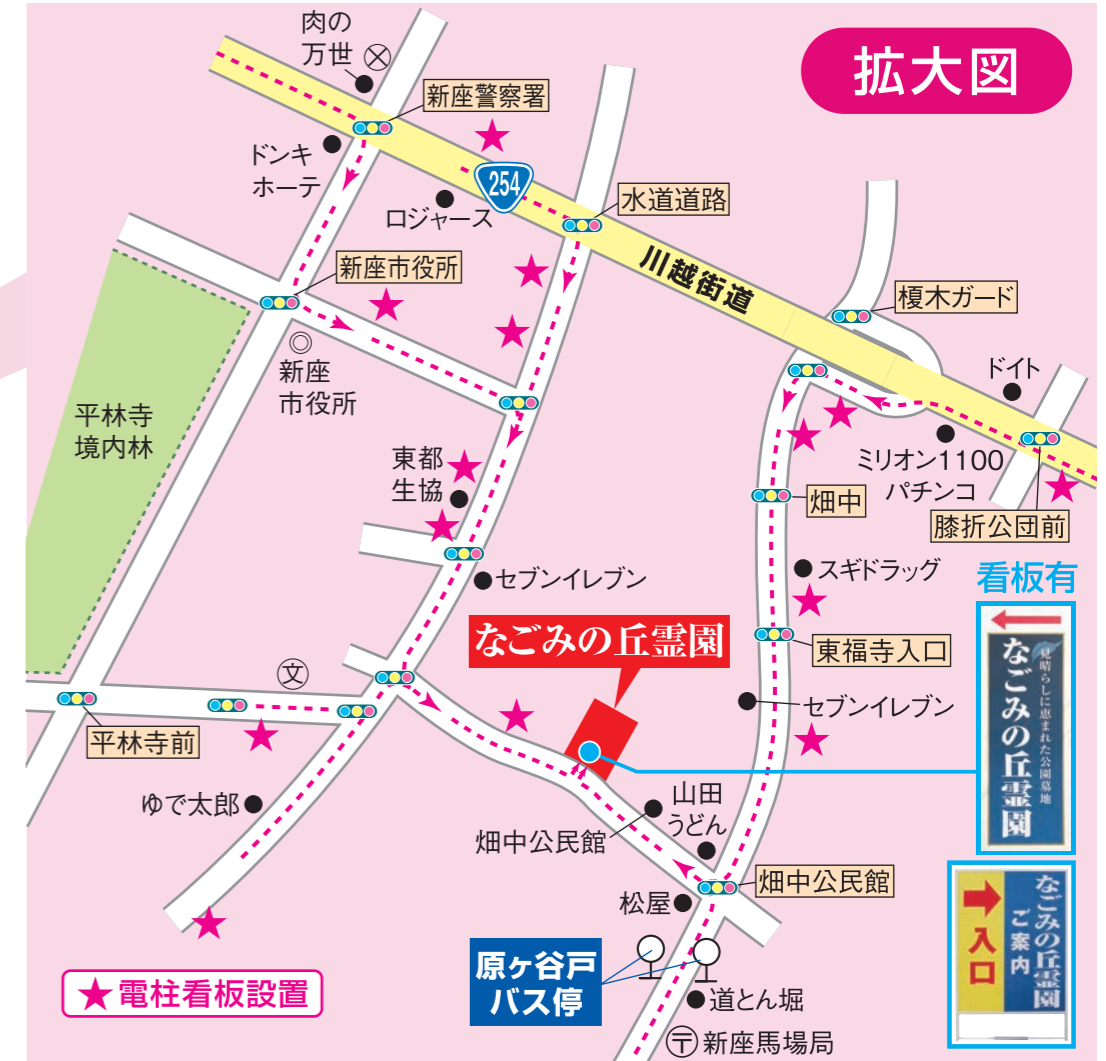 拡大図
肉の
万世
新座警察署
ドンキ
ホーテ
254
ロジャース
水道道路
川越街道
新座市役所
榎木ガード
新座
市役所
ドイト
平林寺
境内林
東都
生協
ミリオン1100
パチンコ
畑中
膝折公団前
セブンイレブン
スギドラッグ
看板有
なごみの丘霊園
東福寺入口
見晴らしに恵まれた公園墓地
なごみの丘霊園
文
セブンイレブン
平林寺前
ゆで太郎
山田
うどん
畑中公民館
畑中公民館
松屋
なごみの丘霊園
ご案内
入口
原ヶ谷戸
バス停
★電柱看板設置
道とん堀
〒新座馬場局